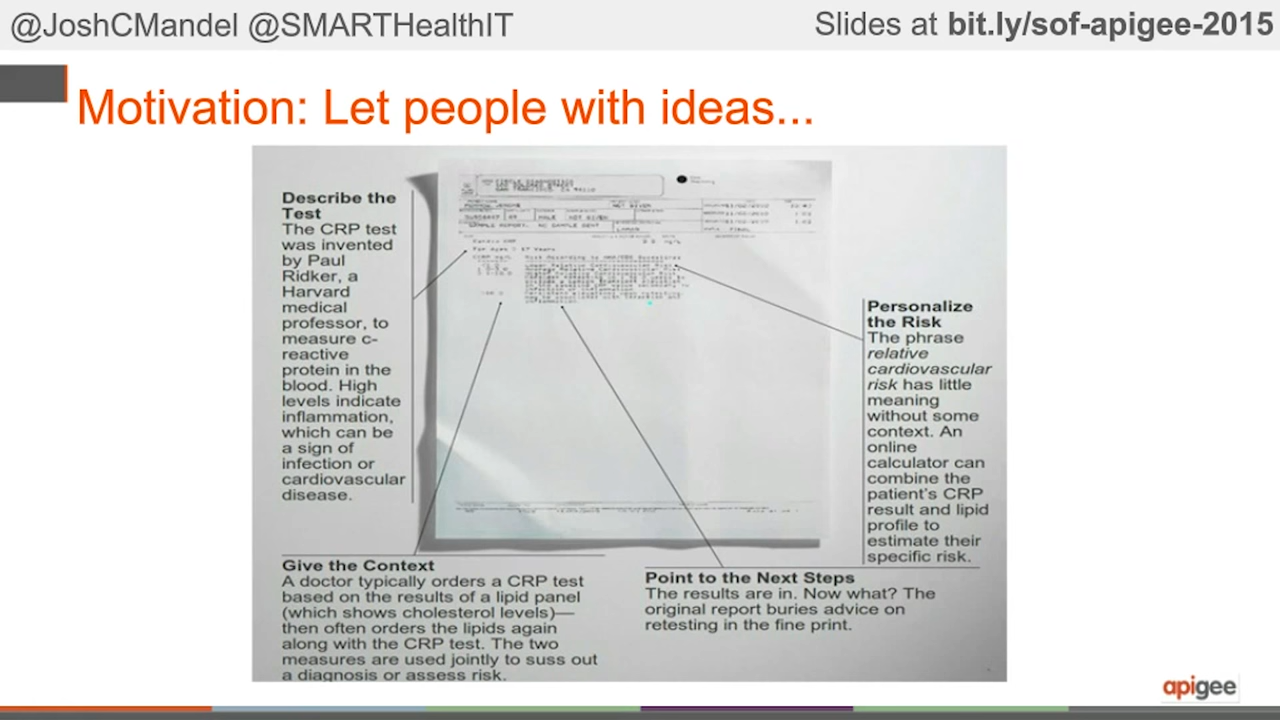 @JoshCMandel @SMARTHealthIT
Slides at bit.ly/sof-apigee-2015
Motivation: Let people with ideas...
Describe the
Test
The CRP test
was invented
by Paul
Ridker, a
Harvard
medical
professor, to
measure c-
reactive
protein in the
blood. High
levels indicate
inflammation,
which can be
a sign of
infection or
cardiovascular
disease.
Personalize
the Risk
The phrase
relative
cardiovascular
risk has little
meaning
without some
context. An
online
calculator can
combine the
patient's CRP
result and lipid
profile to
estimate their
specific risk.
Give the Context
A doctor typically orders a CRP test
based on the results of a lipid panel
(which shows cholesterol levels)—
then often orders the lipids again
along with the CRP test. The two
measures are used jointly to suss out
a diagnosis or assess risk.
Point to the Next Steps
The results are in. Now what? The
original report buries advice on
retesting in the fine print.
apigee